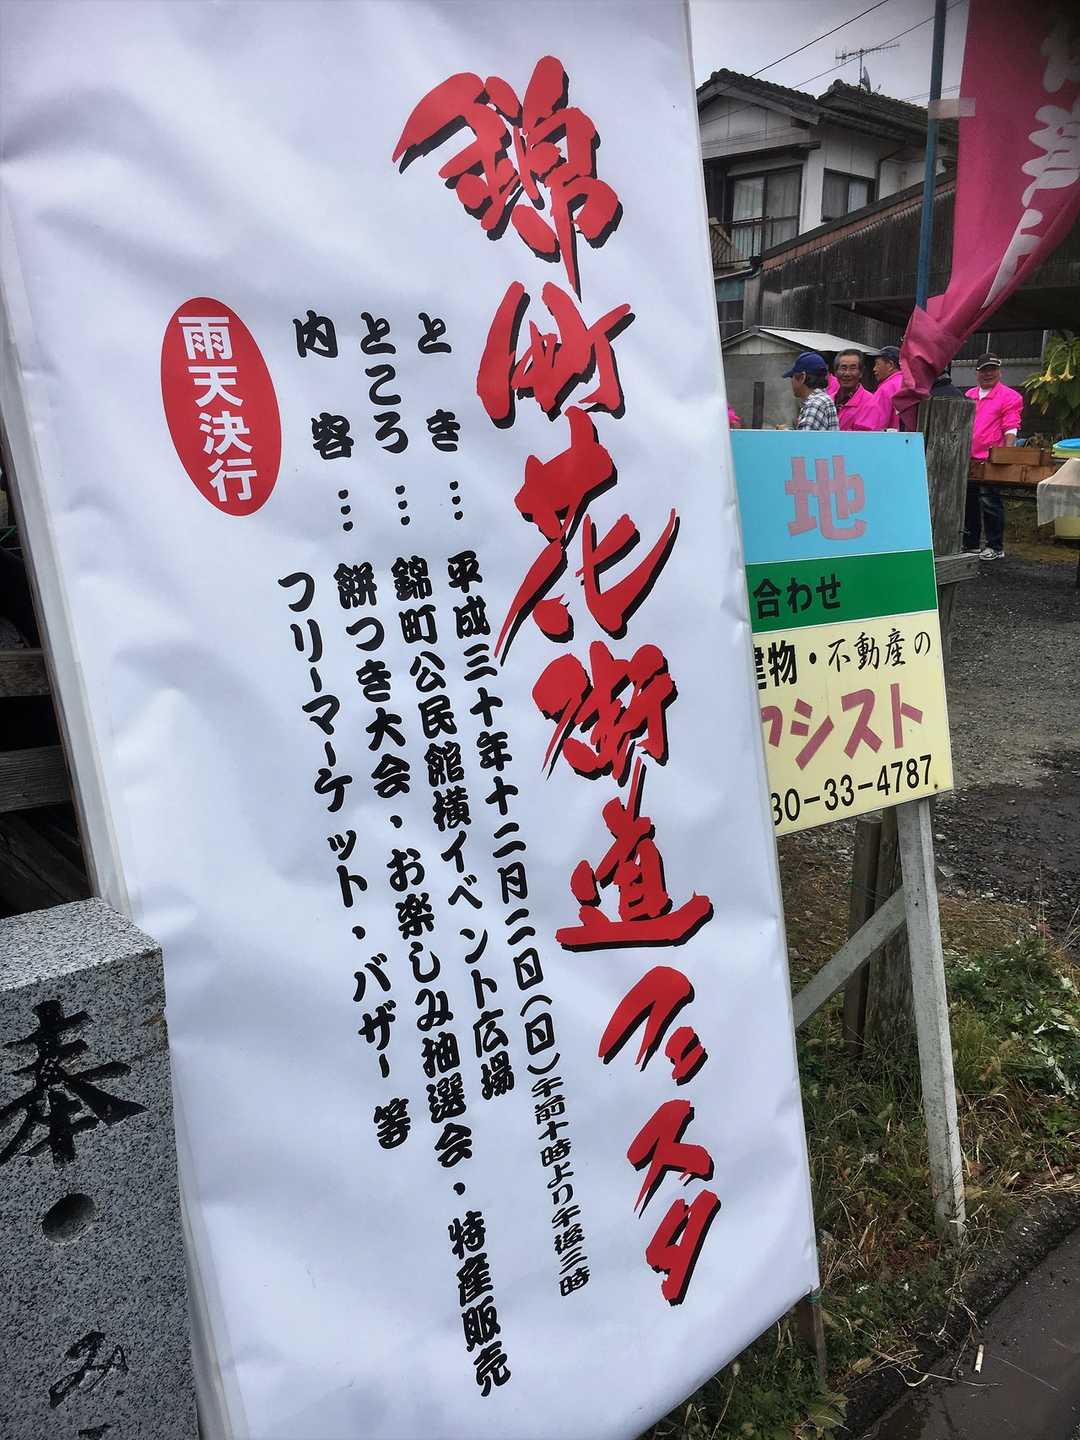 錦町花街道フェスタ
とき…平成三十年十二月二日(日)午前十時より午後三時
ところ…錦町公民館横イベント広場
内容…餅つき大会・お楽しみ抽選会・特産販売
フリーマーケット・バザー等
雨天決行
地
合わせ
建物・不動産の
シスト
30-33-4787
奉
み